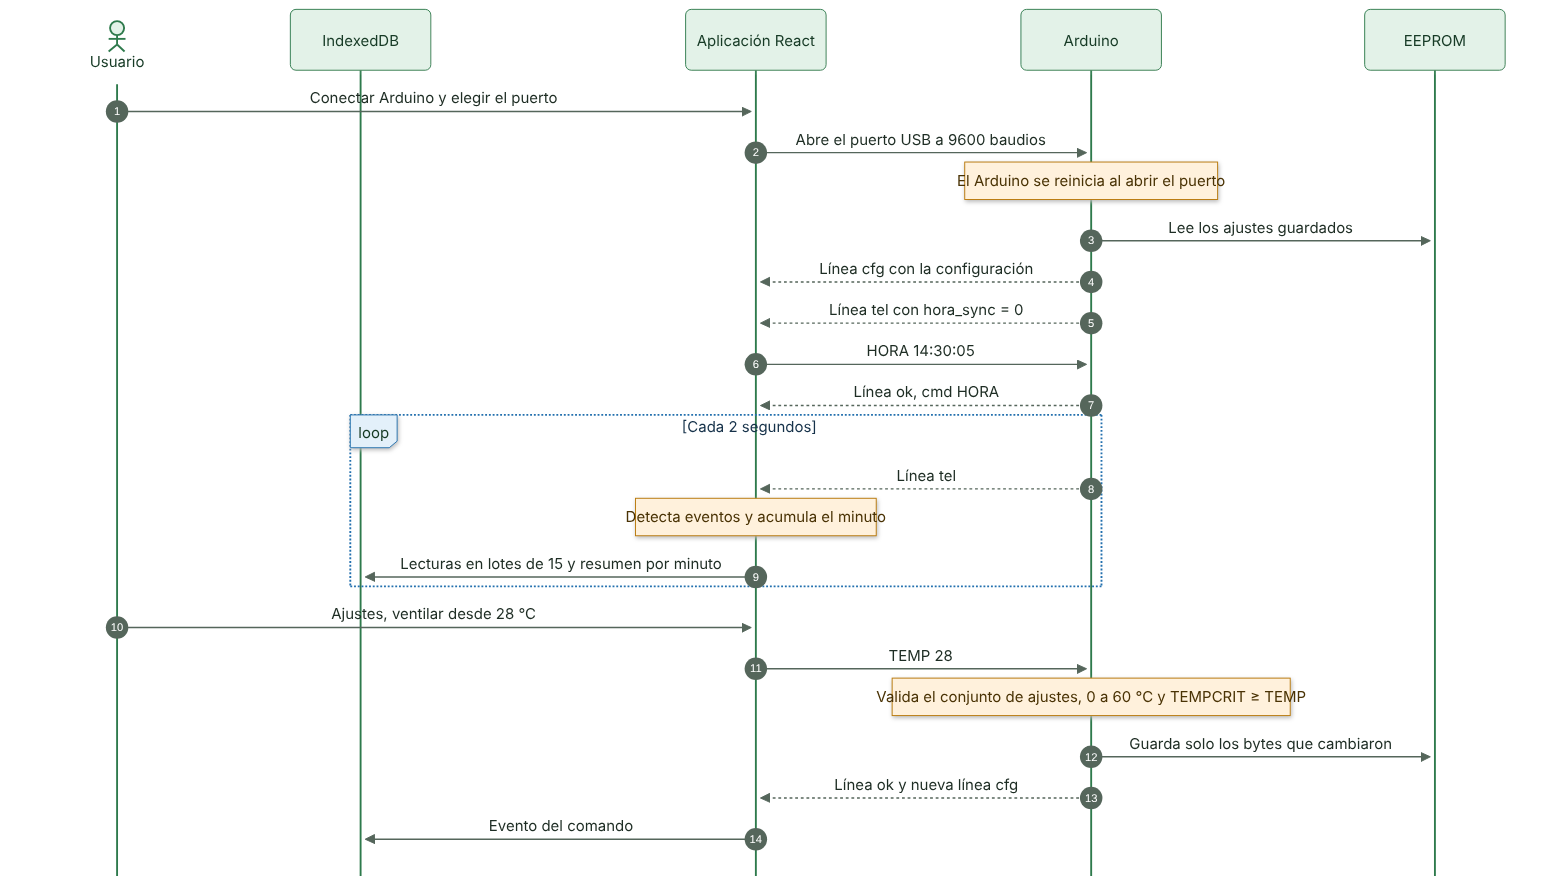 Usuario
IndexedDB
Aplicación React
Arduino
EEPROM
Conectar Arduino y elegir el puerto
1
Abre el puerto USB a 9600 baudios
2
El Arduino se reinicia al abrir el puerto
Lee los ajustes guardados
3
Línea cfg con la configuración
4
Línea tel con hora_sync = 0
5
HORA 14:30:05
6
Línea ok, cmd HORA
7
loop
[Cada 2 segundos]
Línea tel
8
Detecta eventos y acumula el minuto
Lecturas en lotes de 15 y resumen por minuto
9
Ajustes, ventilar desde 28 °C
10
TEMP 28
11
Valida el conjunto de ajustes, 0 a 60 °C y TEMPCRIT ≥ TEMP
Guarda solo los bytes que cambiaron
12
Línea ok y nueva línea cfg
13
Evento del comando
14